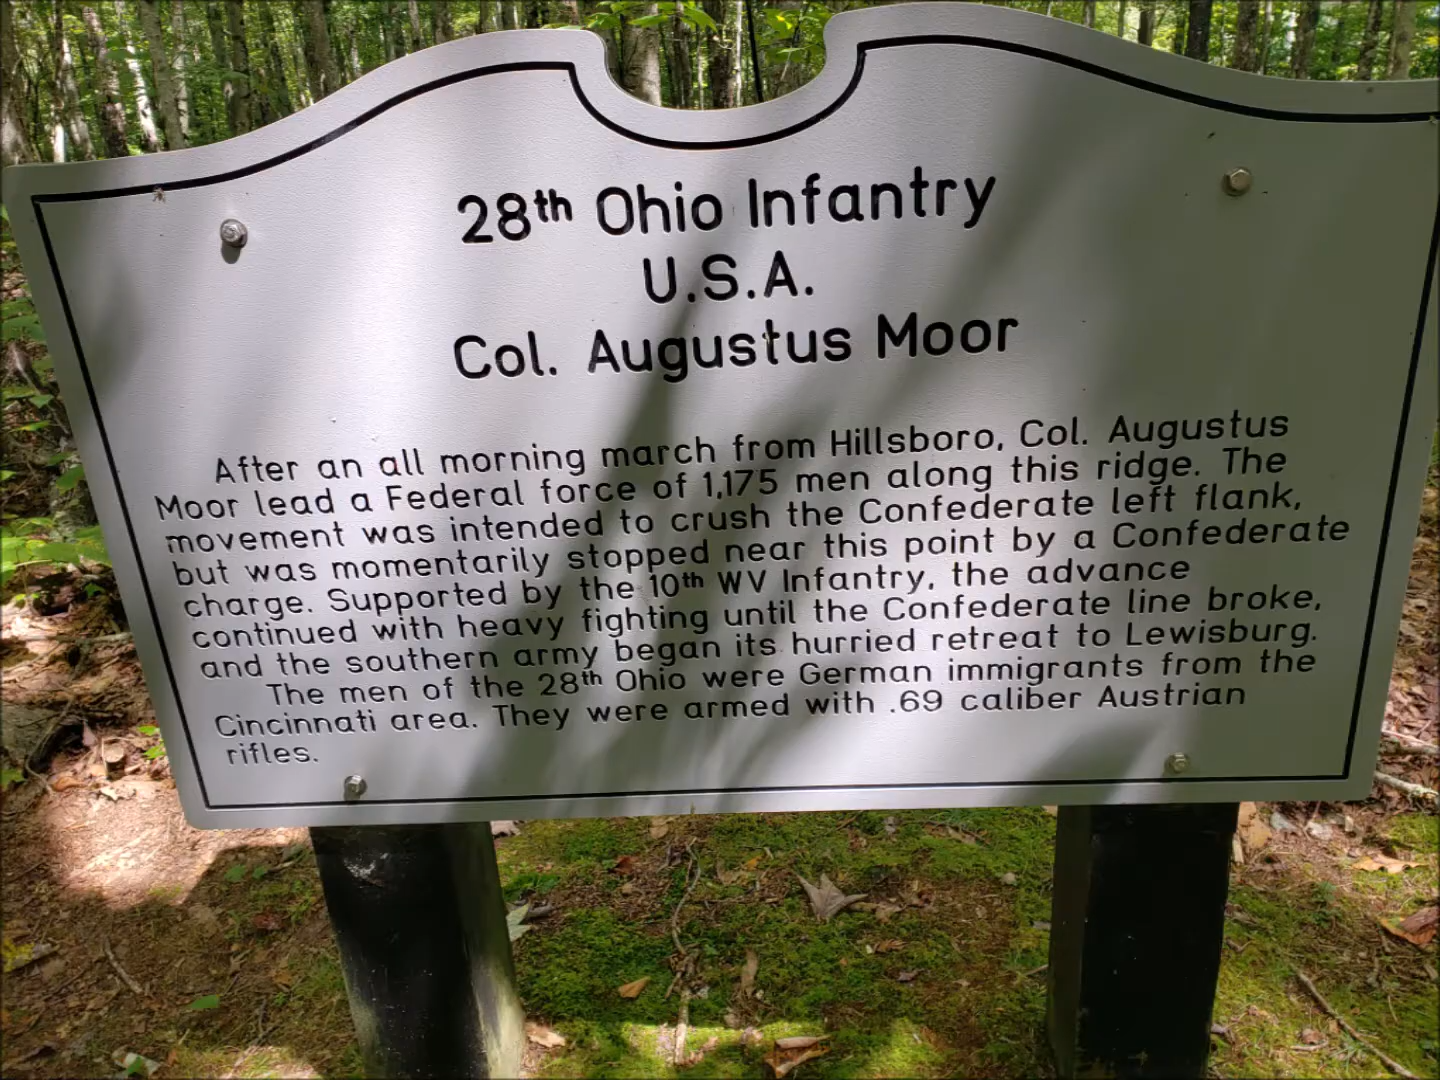 28th Ohio Infantry
U.S.A.
Col. Augustus Moor
After an all morning march from Hillsboro, Col. Augustus
Moor lead a Federal force of 1,175 men along this ridge. The
movement was intended to crush the Confederate left flank,
but was momentarily stopped near this point by a Confederate
charge. Supported by the 10th WV Infantry, the advance
continued with heavy fighting until the Confederate line broke,
and the southern army began its hurried retreat to Lewisburg.
The men of the 28th Ohio were German immigrants from the
Cincinnati area. They were armed with .69 caliber Austrian
rifles.